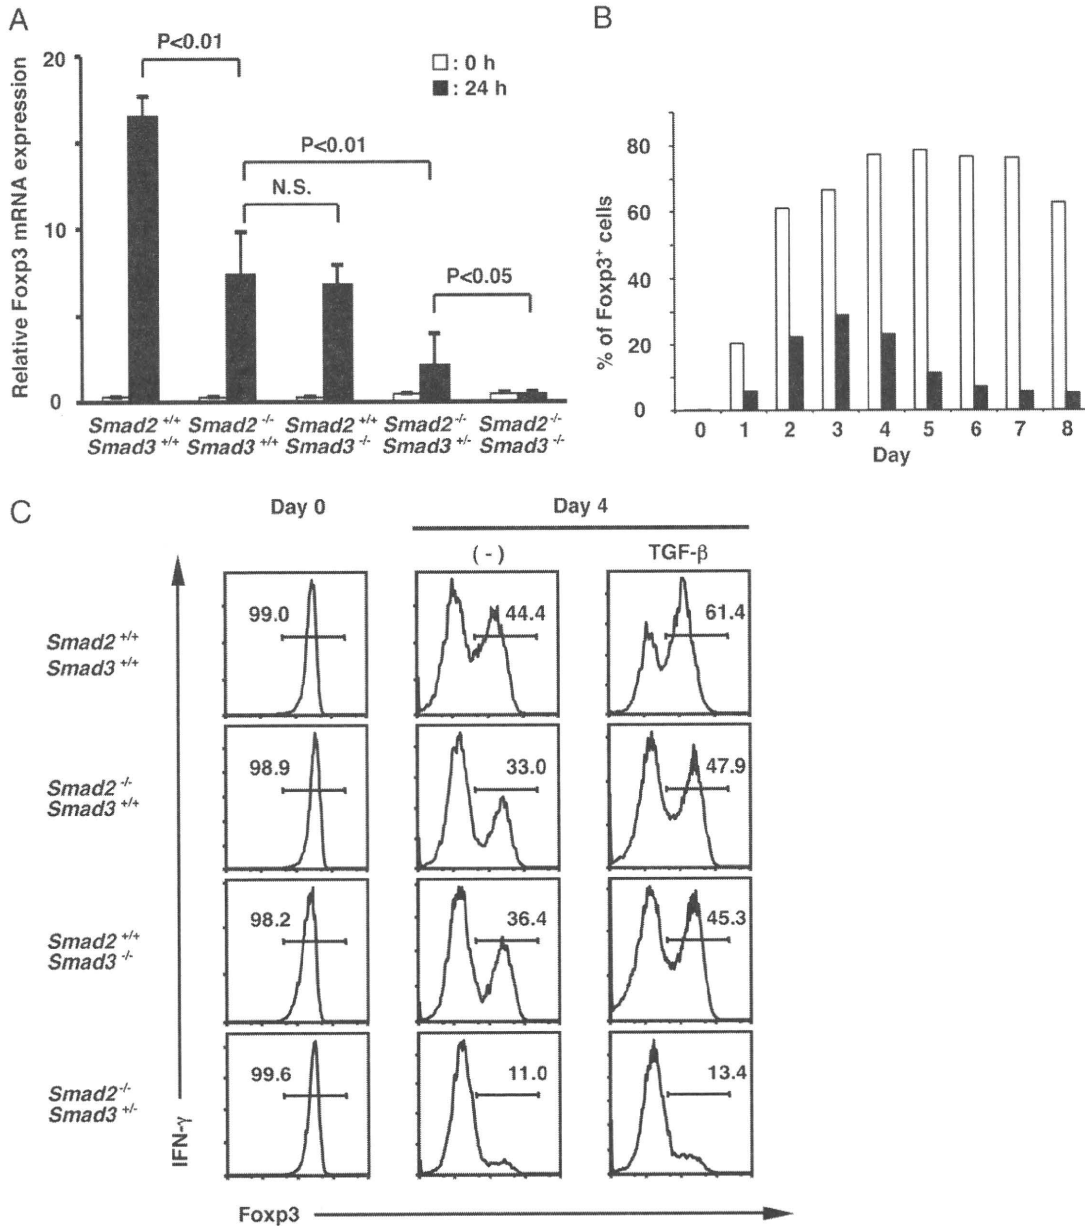 A
B
P<0.01
□: 0 h
■: 24 h
P<0.01
N.S.
P<0.05
Relative Foxp3 mRNA expression
20
10
0
Smad2 +/+ Smad2 -/- Smad2 +/+ Smad2 -/- Smad2 -/-
Smad3 +/+ Smad3 +/+ Smad3 -/- Smad3 +/- Smad3 -/-
% of Foxp3+ cells
80
60
40
20
0
0 1 2 3 4 5 6 7 8
Day
C
Day 0
Day 4
( - )
TGF-β
Smad2 +/+
Smad3 +/+
99.0
44.4
61.4
Smad2 -/-
Smad3 +/+
98.9
33.0
47.9
Smad2 +/+
Smad3 -/-
98.2
36.4
45.3
Smad2 -/-
Smad3 +/-
99.6
11.0
13.4
IFN-γ
Foxp3